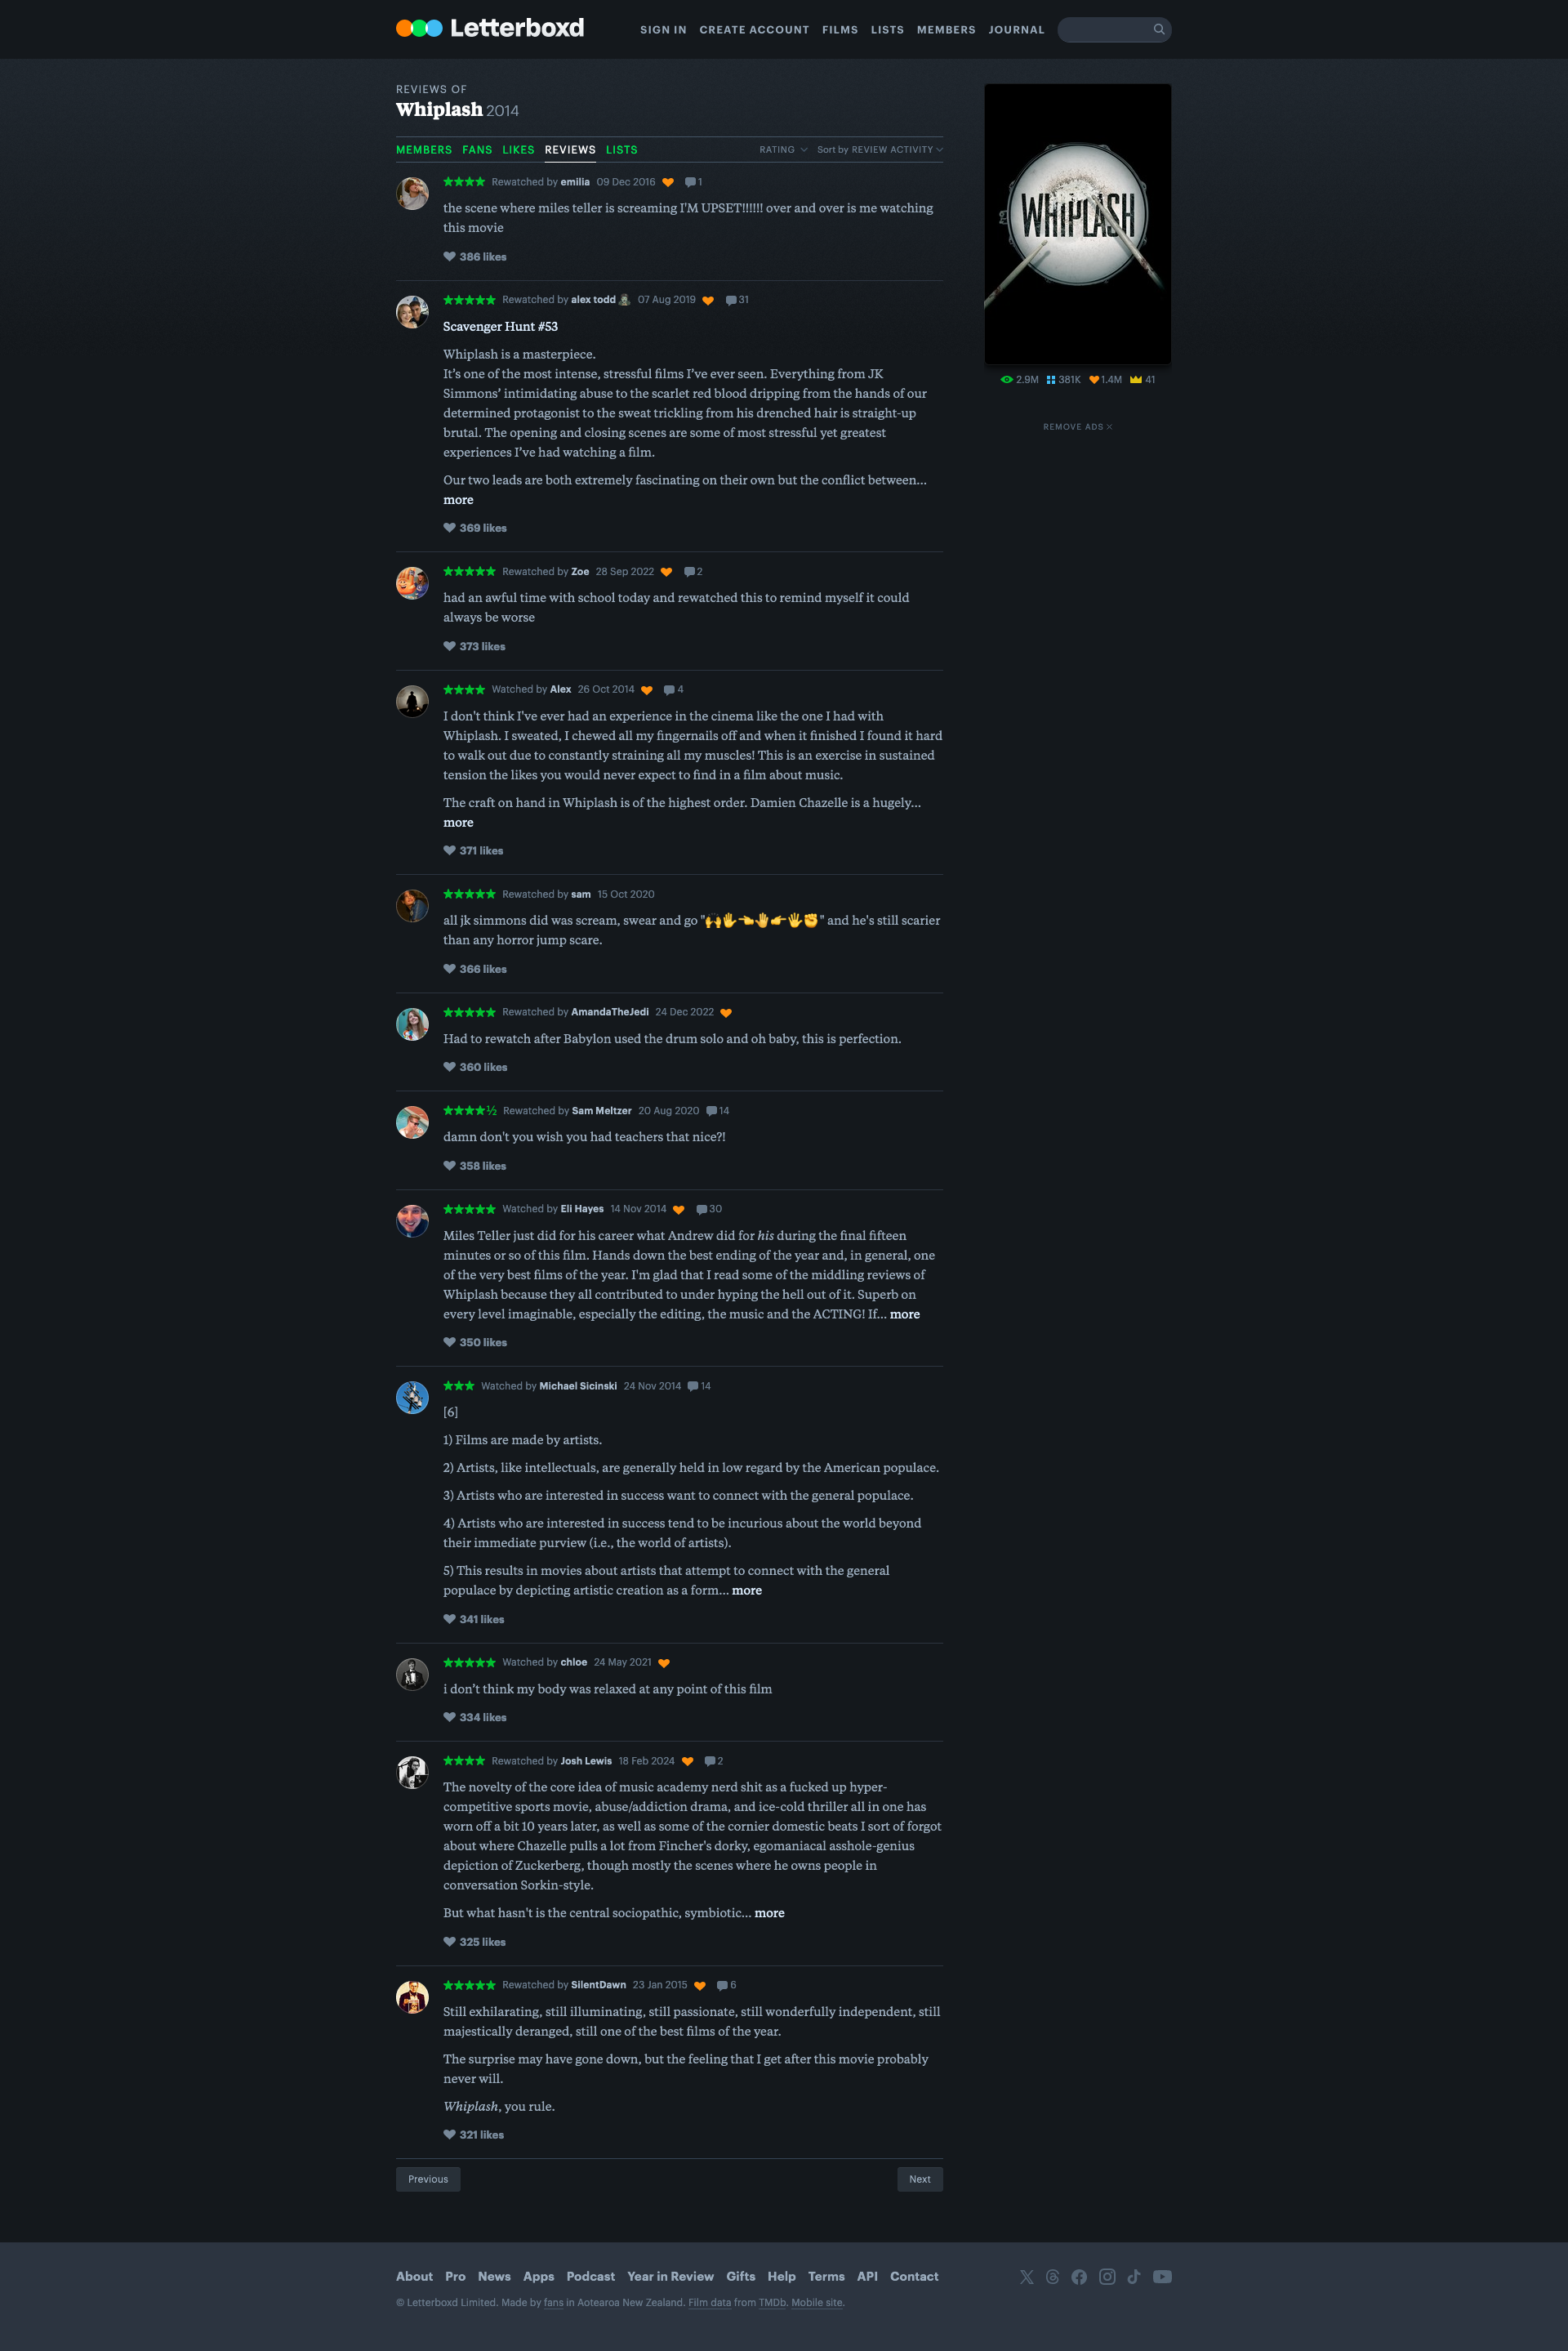 Letterboxd
SIGN IN CREATE ACCOUNT FILMS LISTS MEMBERS JOURNAL
REVIEWS OF
Whiplash 2014
MEMBERS FANS LIKES REVIEWS LISTS RATING Sort by REVIEW ACTIVITY
WHIPLASH
2.9M 381K 1.4M 41
REMOVE ADS
★★★★ Rewatched by emilia 09 Dec 2016 1
the scene where miles teller is screaming I'M UPSET!!!!!! over and over is me watching
this movie
386 likes
★★★★★ Rewatched by alex todd 07 Aug 2019 31
Scavenger Hunt #53
Whiplash is a masterpiece.
It’s one of the most intense, stressful films I’ve ever seen. Everything from JK
Simmons’ intimidating abuse to the scarlet red blood dripping from the hands of our
determined protagonist to the sweat trickling from his drenched hair is straight-up
brutal. The opening and closing scenes are some of most stressful yet greatest
experiences I’ve had watching a film.
Our two leads are both extremely fascinating on their own but the conflict between…
more
369 likes
★★★★★ Rewatched by Zoe 28 Sep 2022 2
had an awful time with school today and rewatched this to remind myself it could
always be worse
373 likes
★★★★ Watched by Alex 26 Oct 2014 4
I don't think I've ever had an experience in the cinema like the one I had with
Whiplash. I sweated, I chewed all my fingernails off and when it finished I found it hard
to walk out due to constantly straining all my muscles! This is an exercise in sustained
tension the likes you would never expect to find in a film about music.
The craft on hand in Whiplash is of the highest order. Damien Chazelle is a hugely…
more
371 likes
★★★★★ Rewatched by sam 15 Oct 2020
all jk simmons did was scream, swear and go "🙌🖐👈🤚👉🖐✊" and he's still scarier
than any horror jump scare.
366 likes
★★★★★ Rewatched by AmandaTheJedi 24 Dec 2022
Had to rewatch after Babylon used the drum solo and oh baby, this is perfection.
360 likes
★★★★½ Rewatched by Sam Meltzer 20 Aug 2020 14
damn don't you wish you had teachers that nice?!
358 likes
★★★★★ Watched by Eli Hayes 14 Nov 2014 30
Miles Teller just did for his career what Andrew did for his during the final fifteen
minutes or so of this film. Hands down the best ending of the year and, in general, one
of the very best films of the year. I'm glad that I read some of the middling reviews of
Whiplash because they all contributed to under hyping the hell out of it. Superb on
every level imaginable, especially the editing, the music and the ACTING! If… more
350 likes
★★★ Watched by Michael Sicinski 24 Nov 2014 14
[6]
1) Films are made by artists.
2) Artists, like intellectuals, are generally held in low regard by the American populace.
3) Artists who are interested in success want to connect with the general populace.
4) Artists who are interested in success tend to be incurious about the world beyond
their immediate purview (i.e., the world of artists).
5) This results in movies about artists that attempt to connect with the general
populace by depicting artistic creation as a form… more
341 likes
★★★★★ Watched by chloe 24 May 2021
i don’t think my body was relaxed at any point of this film
334 likes
★★★★ Rewatched by Josh Lewis 18 Feb 2024 2
The novelty of the core idea of music academy nerd shit as a fucked up hyper-
competitive sports movie, abuse/addiction drama, and ice-cold thriller all in one has
worn off a bit 10 years later, as well as some of the cornier domestic beats I sort of forgot
about where Chazelle pulls a lot from Fincher's dorky, egomaniacal asshole-genius
depiction of Zuckerberg, though mostly the scenes where he owns people in
conversation Sorkin-style.
But what hasn't is the central sociopathic, symbiotic… more
325 likes
★★★★★ Rewatched by SilentDawn 23 Jan 2015 6
Still exhilarating, still illuminating, still passionate, still wonderfully independent, still
majestically deranged, still one of the best films of the year.
The surprise may have gone down, but the feeling that I get after this movie probably
never will.
Whiplash, you rule.
321 likes
Previous Next
About Pro News Apps Podcast Year in Review Gifts Help Terms API Contact
© Letterboxd Limited. Made by fans in Aotearoa New Zealand. Film data from TMDb. Mobile site.